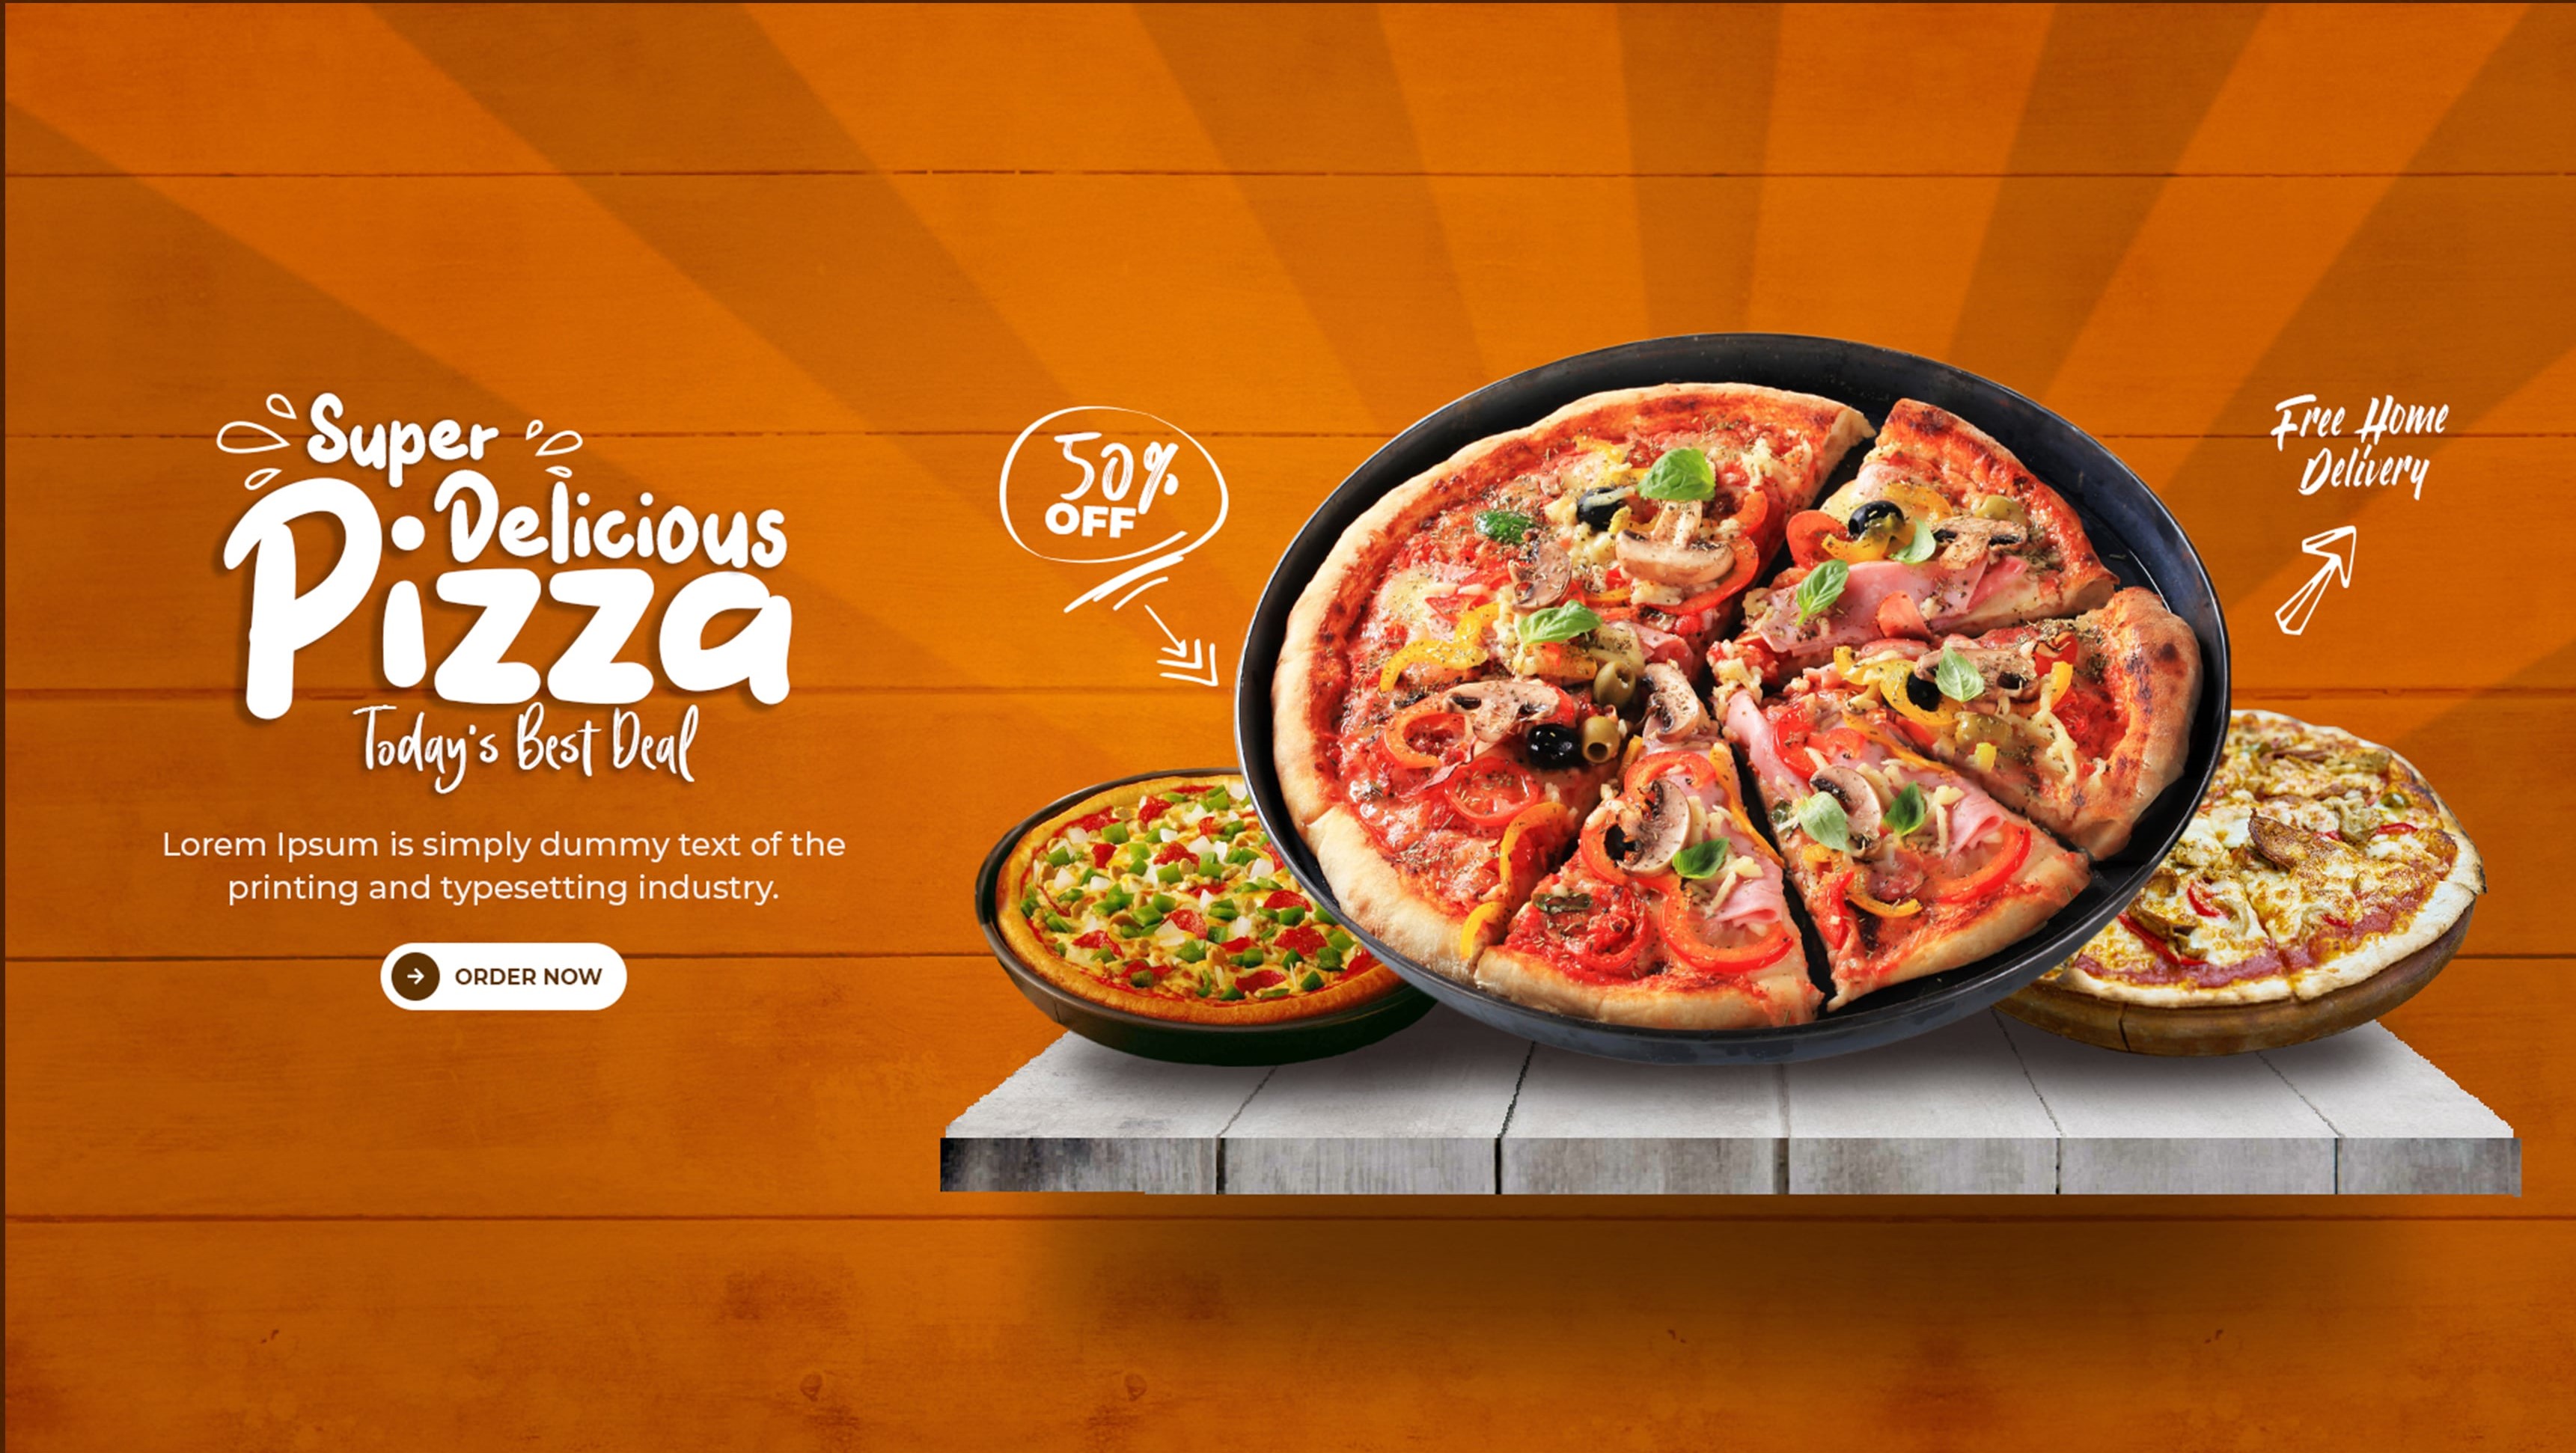 Super
Delicious
Pizza
Today's Best Deal
Lorem Ipsum is simply dummy text of the
printing and typesetting industry.
ORDER NOW
50%
OFF
Free Home
Delivery